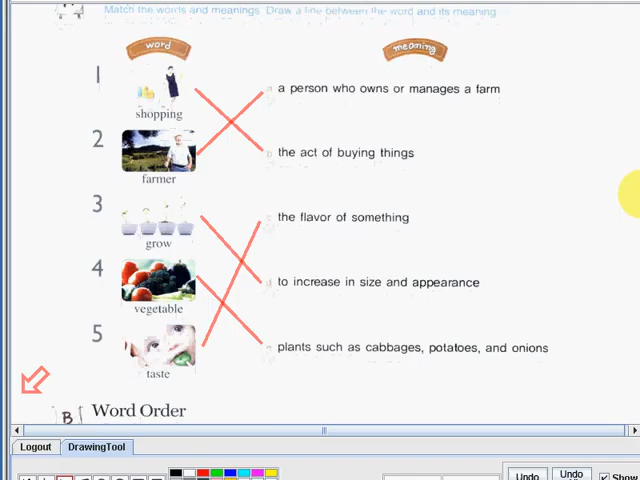 Match the words and meanings. Draw a line between the word and its meaning
word
meaning
1
shopping
a person who owns or manages a farm
2
farmer
b the act of buying things
3
grow
the flavor of something
4
vegetable
d to increase in size and appearance
5
taste
plants such as cabbages, potatoes, and onions
B Word Order
Logout
DrawingTool
Undo
Undo
Show